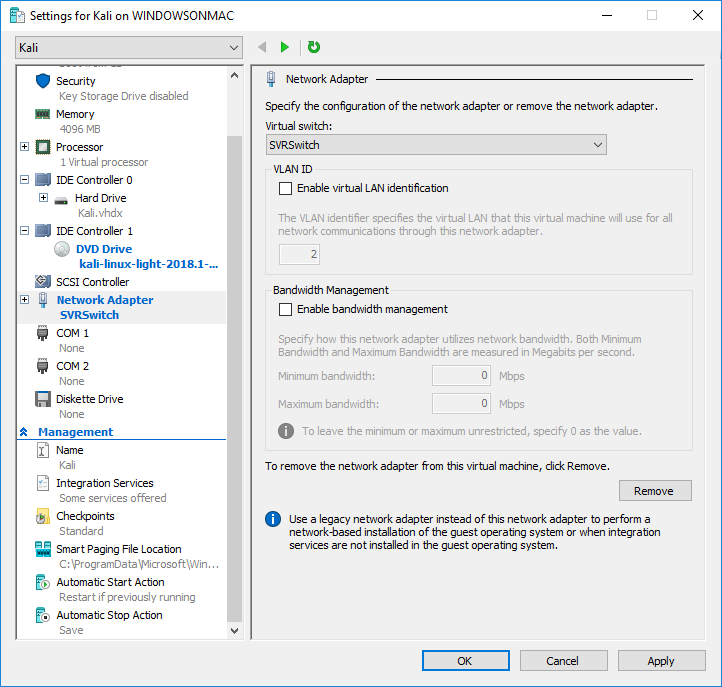 Settings for Kali on WINDOWSONMAC
Kali
Security
Key Storage Drive disabled
Memory
4096 MB
Processor
1 Virtual processor
IDE Controller 0
Hard Drive
Kali.vhdx
IDE Controller 1
DVD Drive
kali-linux-light-2018.1-...
SCSI Controller
Network Adapter
SVRSwitch
COM 1
None
COM 2
None
Diskette Drive
None
Management
Name
Kali
Integration Services
Some services offered
Checkpoints
Standard
Smart Paging File Location
C:\ProgramData\Microsoft\Win...
Automatic Start Action
Restart if previously running
Automatic Stop Action
Save
Network Adapter
Specify the configuration of the network adapter or remove the network adapter.
Virtual switch:
SVRSwitch
VLAN ID
Enable virtual LAN identification
The VLAN identifier specifies the virtual LAN that this virtual machine will use for all
network communications through this network adapter.
2
Bandwidth Management
Enable bandwidth management
Specify how this network adapter utilizes network bandwidth. Both Minimum
Bandwidth and Maximum Bandwidth are measured in Megabits per second.
Minimum bandwidth: 0 Mbps
Maximum bandwidth: 0 Mbps
To leave the minimum or maximum unrestricted, specify 0 as the value.
To remove the network adapter from this virtual machine, click Remove.
Remove
Use a legacy network adapter instead of this network adapter to perform a
network-based installation of the guest operating system or when integration
services are not installed in the guest operating system.
OK Cancel Apply